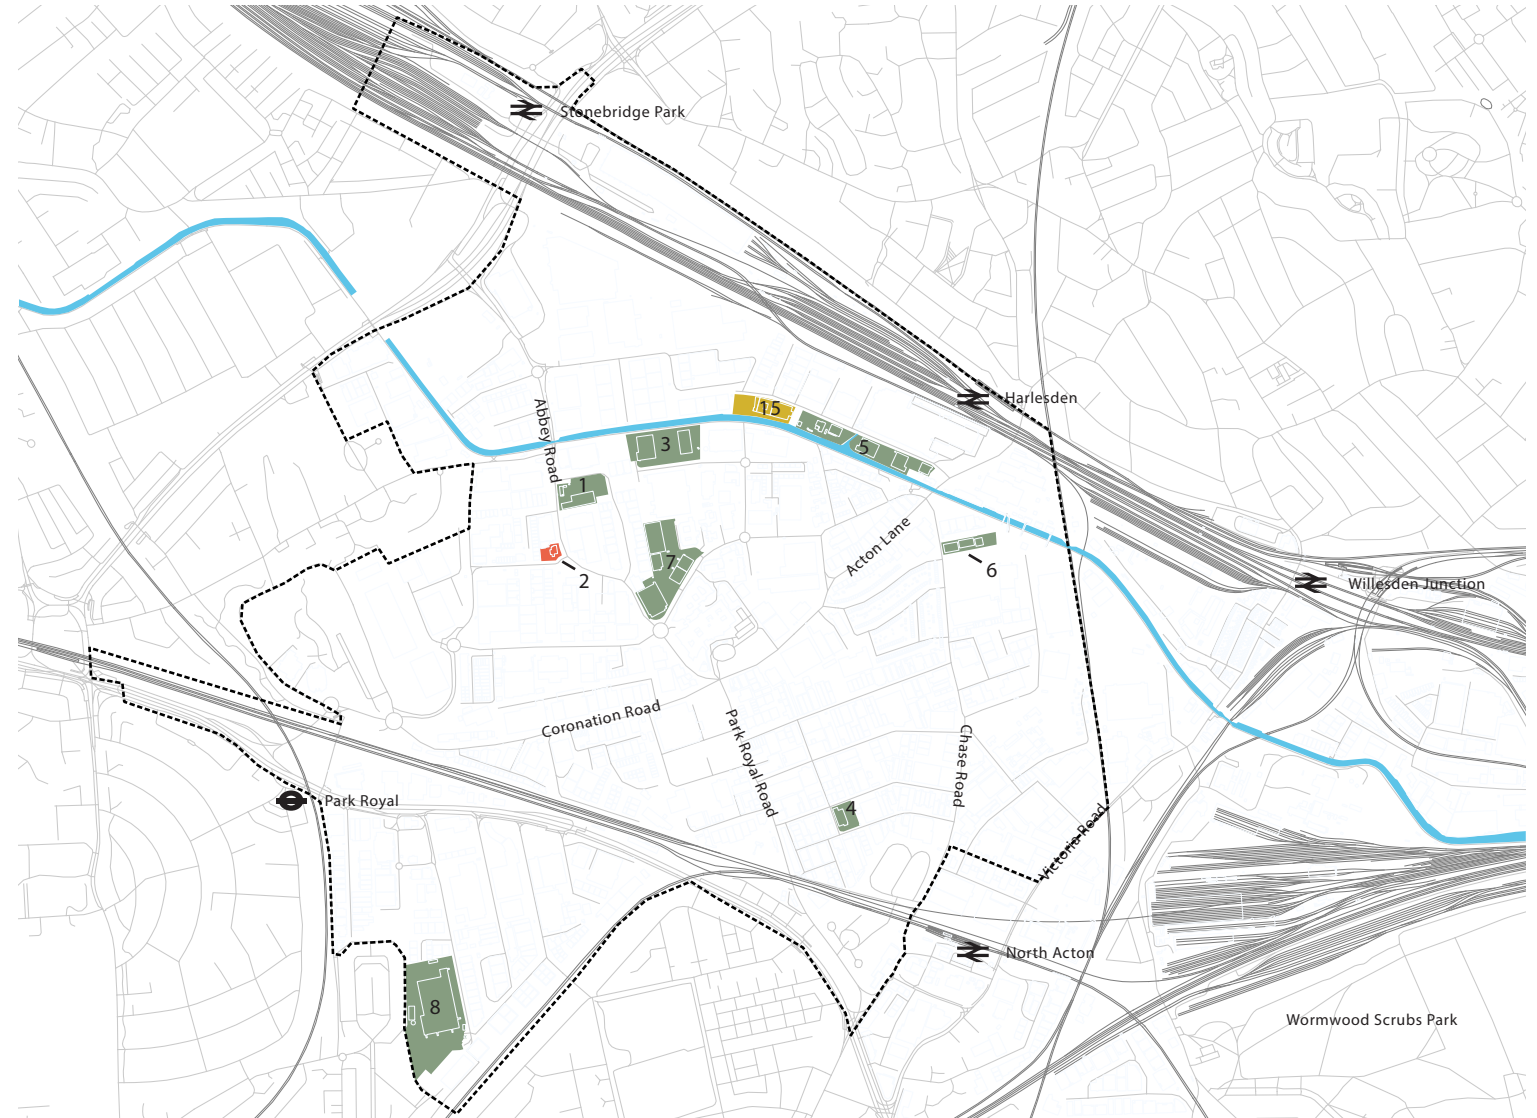 Stonebridge Park
Harlesden
Abbey Road
15
3
5
1
Acton Lane
7
2
6
Willesden Junction
Coronation Road
Park Royal Road
Chase Road
Park Royal
4
Victoria Road
North Acton
8
Wormwood Scrubs Park